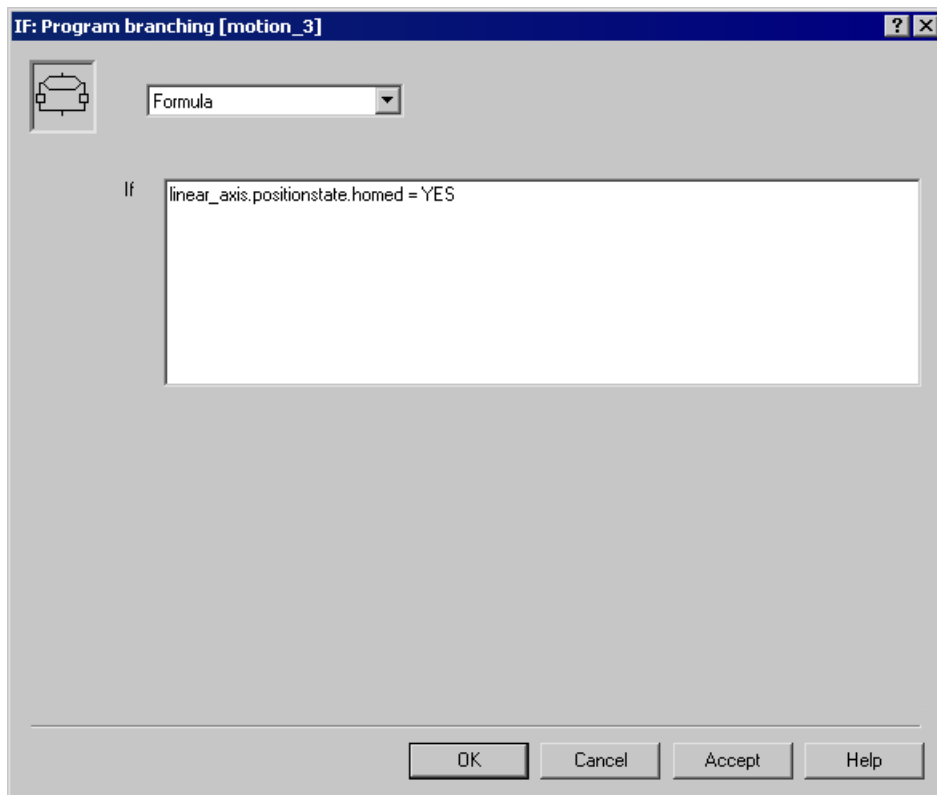 IF: Program branching [motion_3]
Formula
If
linear_axis.positionstate.homed = YES
OK Cancel Accept Help